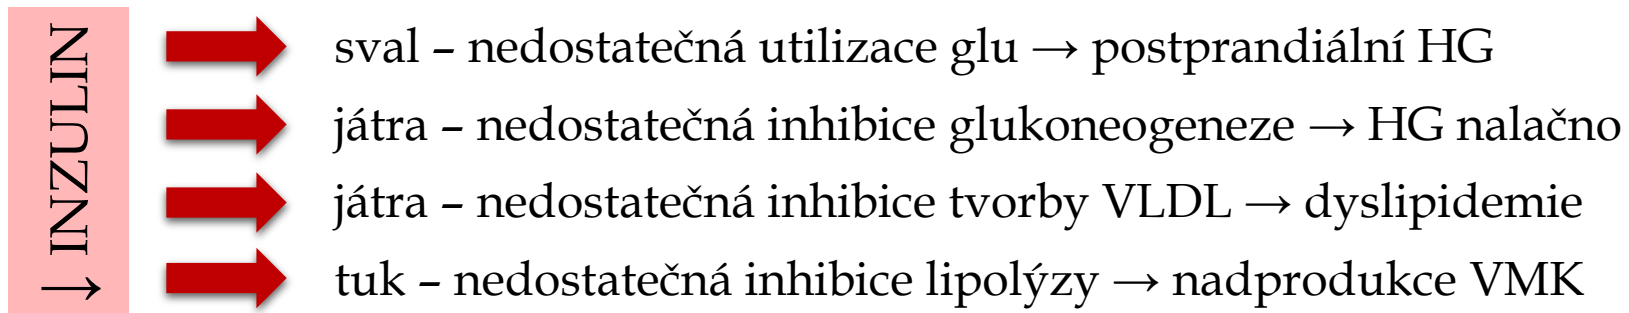 ↓ INZULIN
sval – nedostatečná utilizace glu → postprandiální HG
játra – nedostatečná inhibice glukoneogeneze → HG nalačno
játra – nedostatečná inhibice tvorby VLDL → dyslipidemie
tuk – nedostatečná inhibice lipolýzy → nadprodukce VMK